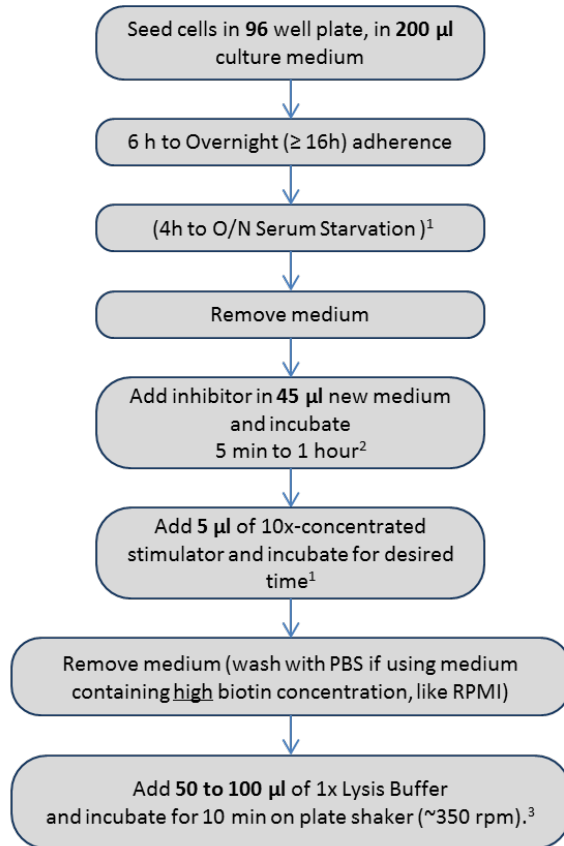 Seed cells in 96 well plate, in 200 µl
culture medium
6 h to Overnight (≥ 16h) adherence
(4h to O/N Serum Starvation )¹
Remove medium
Add inhibitor in 45 µl new medium
and incubate
5 min to 1 hour²
Add 5 µl of 10x-concentrated
stimulator and incubate for desired
time¹
Remove medium (wash with PBS if using medium
containing high biotin concentration, like RPMI)
Add 50 to 100 µl of 1x Lysis Buffer
and incubate for 10 min on plate shaker (~350 rpm).³